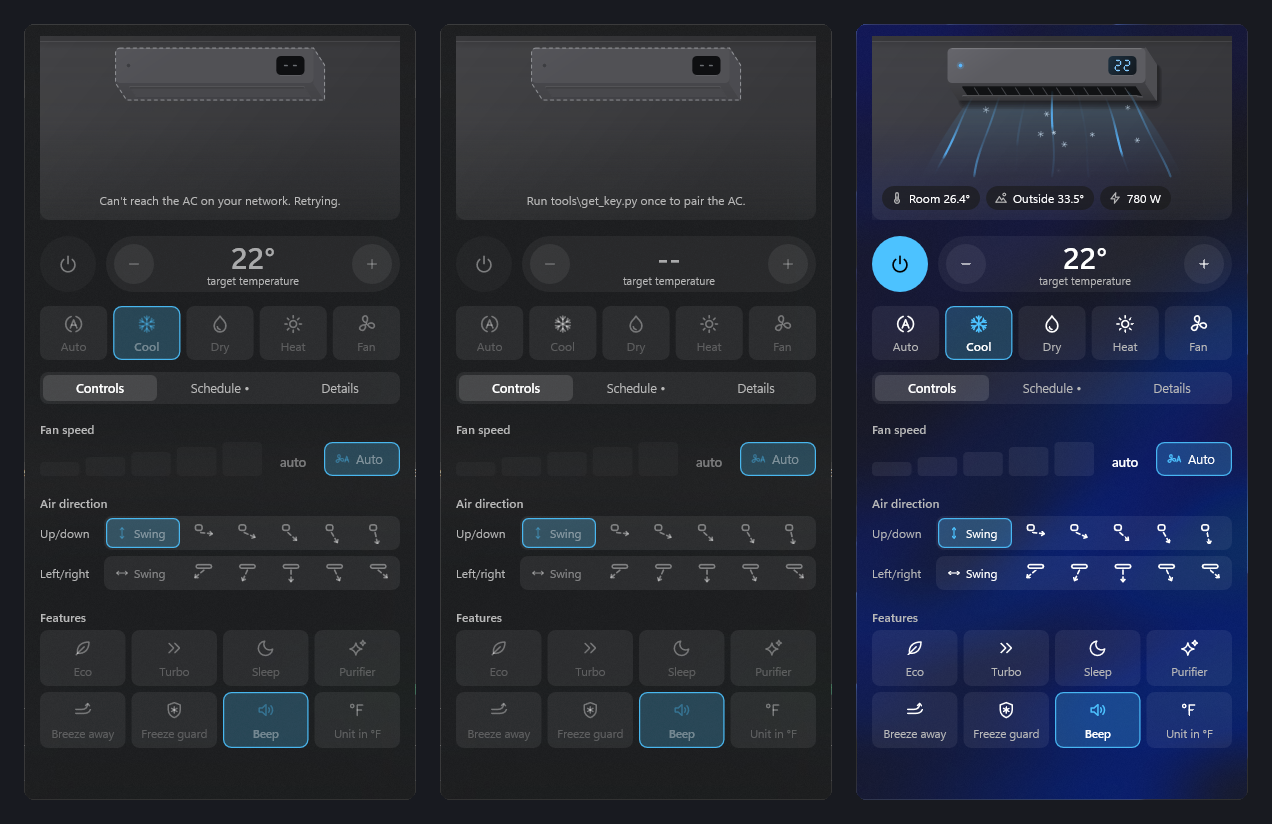 --
Can't reach the AC on your network. Retrying.
22°
target temperature
Auto
Cool
Dry
Heat
Fan
Controls
Schedule •
Details
Fan speed
auto
Auto
Air direction
Up/down
Swing
Left/right
Swing
Features
Eco
Turbo
Sleep
Purifier
Breeze away
Freeze guard
Beep
°F
Unit in °F
--
Run tools\get_key.py once to pair the AC.
--
target temperature
Auto
Cool
Dry
Heat
Fan
Controls
Schedule •
Details
Fan speed
auto
Auto
Air direction
Up/down
Swing
Left/right
Swing
Features
Eco
Turbo
Sleep
Purifier
Breeze away
Freeze guard
Beep
°F
Unit in °F
22
Room 26.4°
Outside 33.5°
780 W
22°
target temperature
Auto
Cool
Dry
Heat
Fan
Controls
Schedule •
Details
Fan speed
auto
Auto
Air direction
Up/down
Swing
Left/right
Swing
Features
Eco
Turbo
Sleep
Purifier
Breeze away
Freeze guard
Beep
°F
Unit in °F